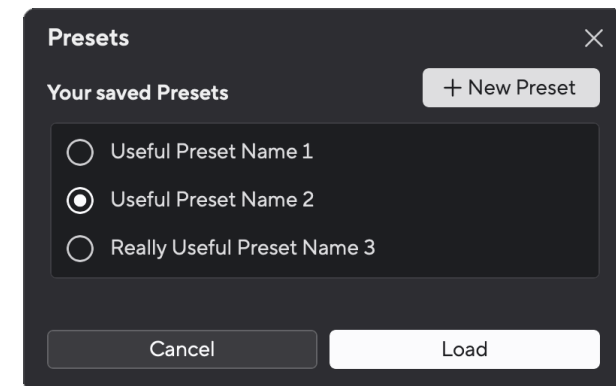 Presets
Your saved Presets
+ New Preset
Useful Preset Name 1
Useful Preset Name 2
Really Useful Preset Name 3
Cancel
Load